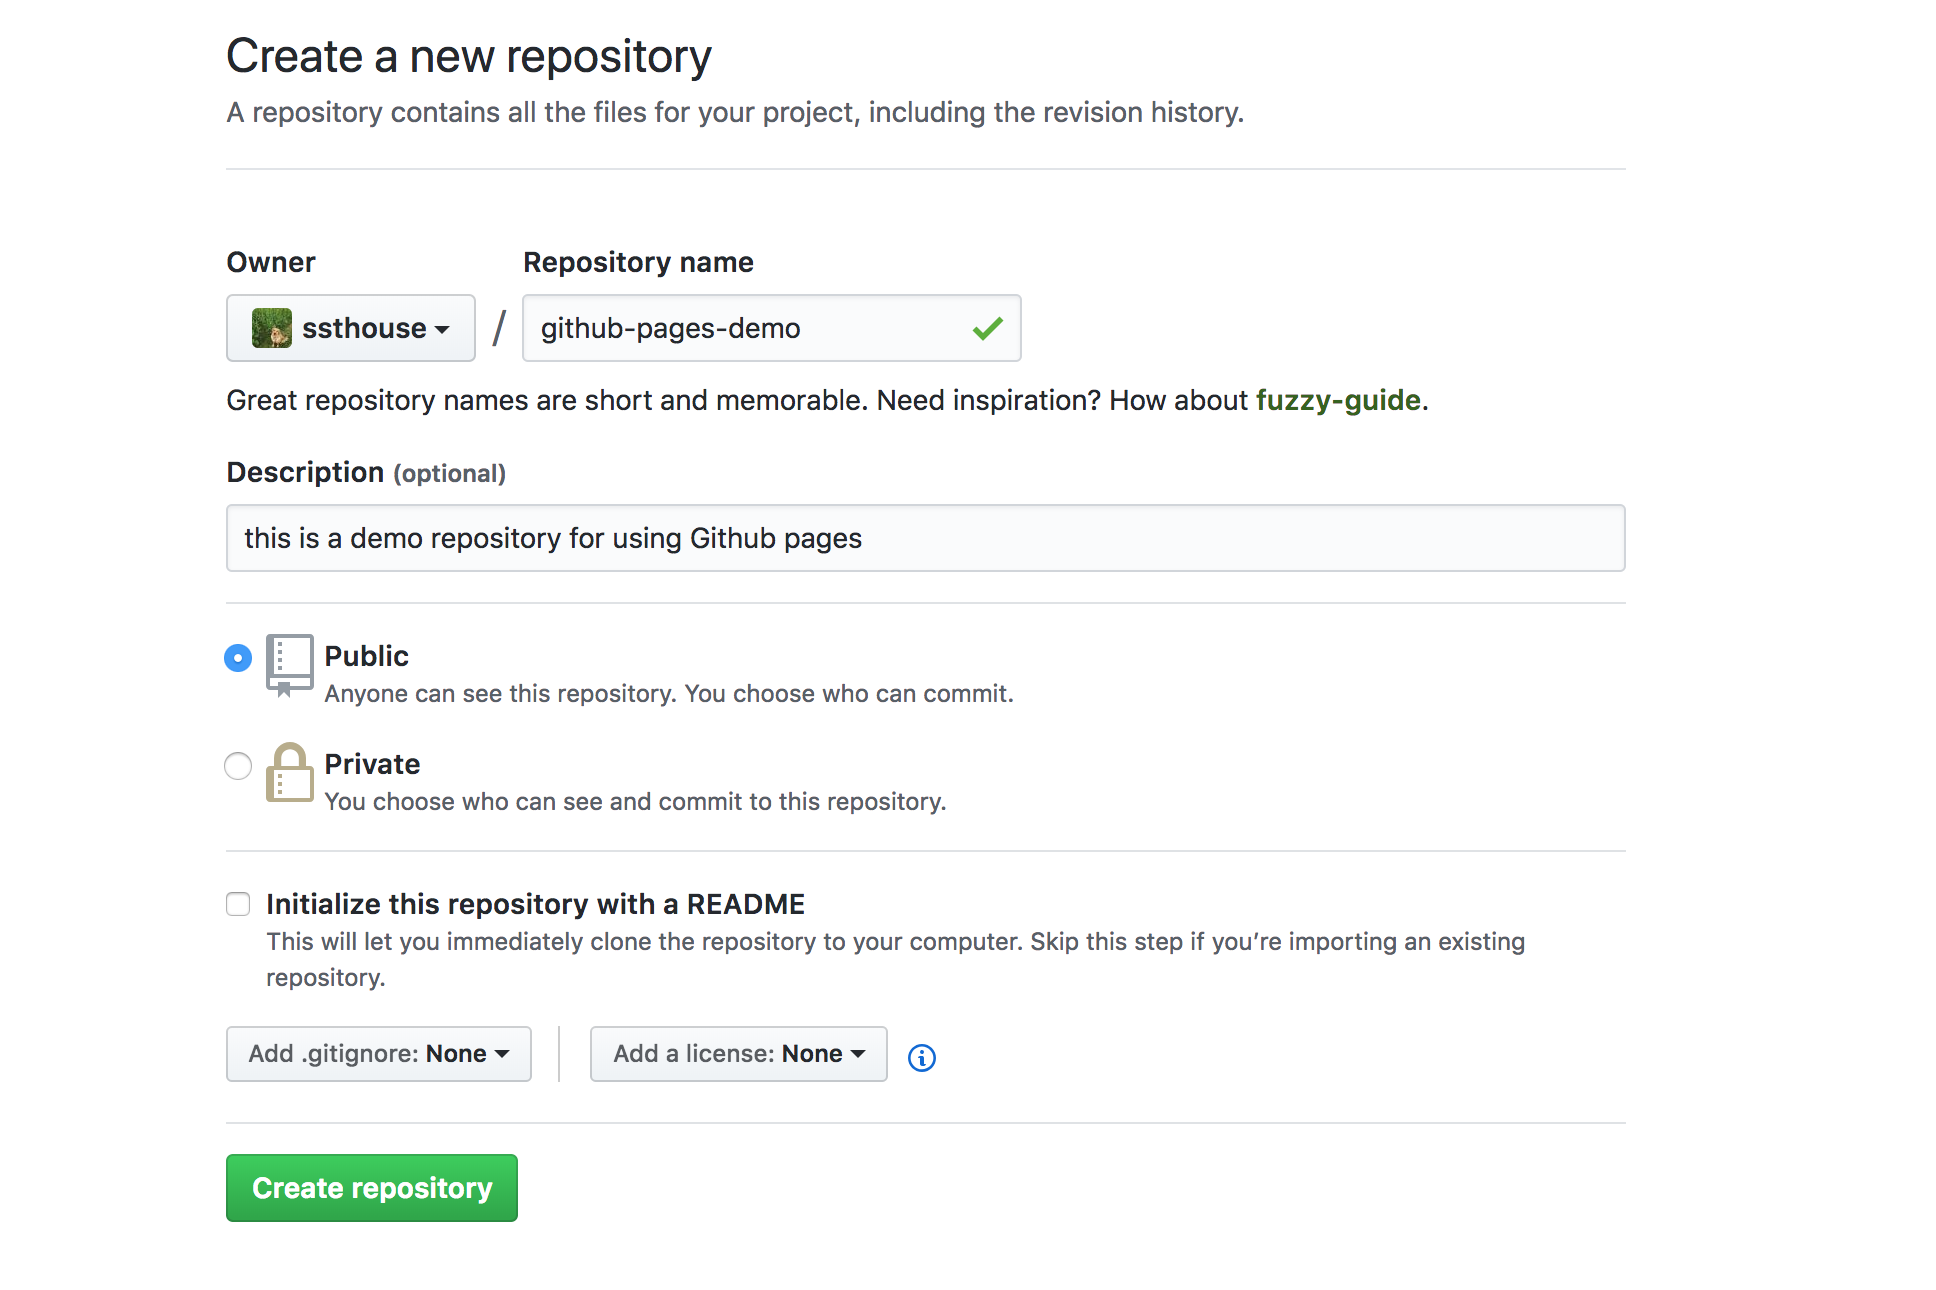 Create a new repository
A repository contains all the files for your project, including the revision history.
Owner
Repository name
ssthouse / github-pages-demo
Great repository names are short and memorable. Need inspiration? How about fuzzy-guide.
Description (optional)
this is a demo repository for using Github pages
Public
Anyone can see this repository. You choose who can commit.
Private
You choose who can see and commit to this repository.
Initialize this repository with a README
This will let you immediately clone the repository to your computer. Skip this step if you’re importing an existing
repository.
Add .gitignore: None
Add a license: None
Create repository